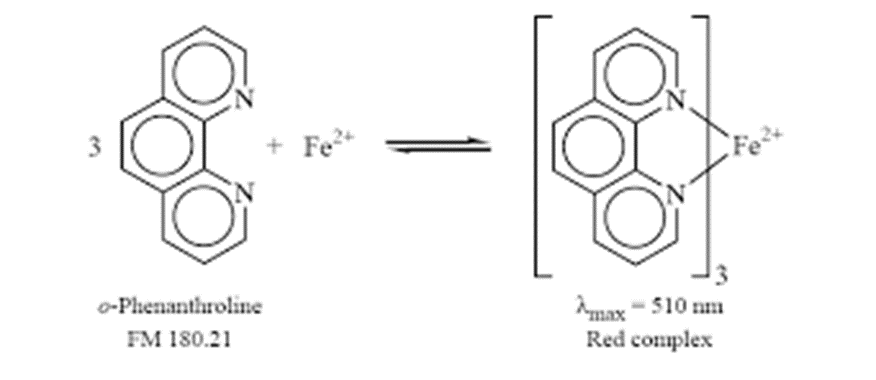 3 N N + Fe²⁺ ⇌ N N Fe²⁺ 3
o-Phenanthroline
FM 180.21
λmax = 510 nm
Red complex